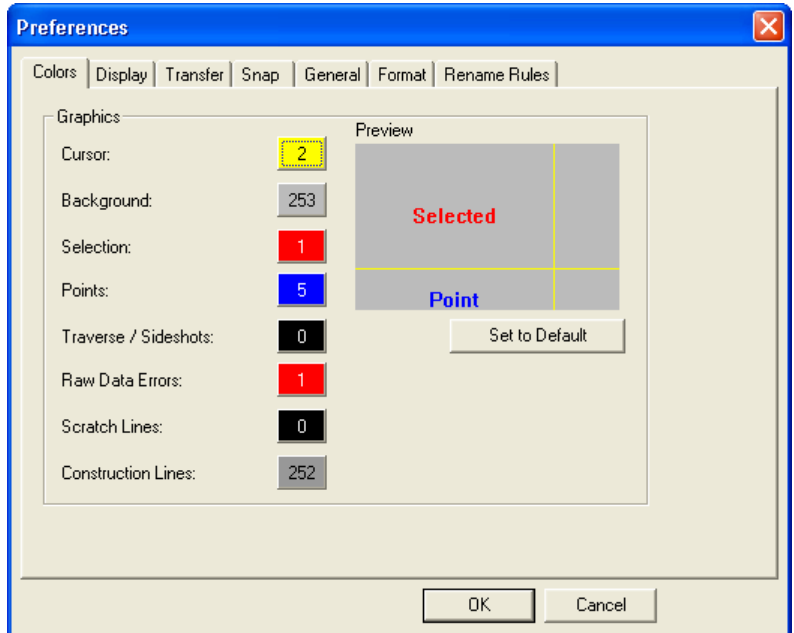 Preferences
Colors Display Transfer Snap General Format Rename Rules
Graphics
Preview
Cursor: 2
Background: 253
Selection: 1
Points: 5
Traverse / Sideshots: 0
Raw Data Errors: 1
Scratch Lines: 0
Construction Lines: 252
Selected
Point
Set to Default
OK Cancel